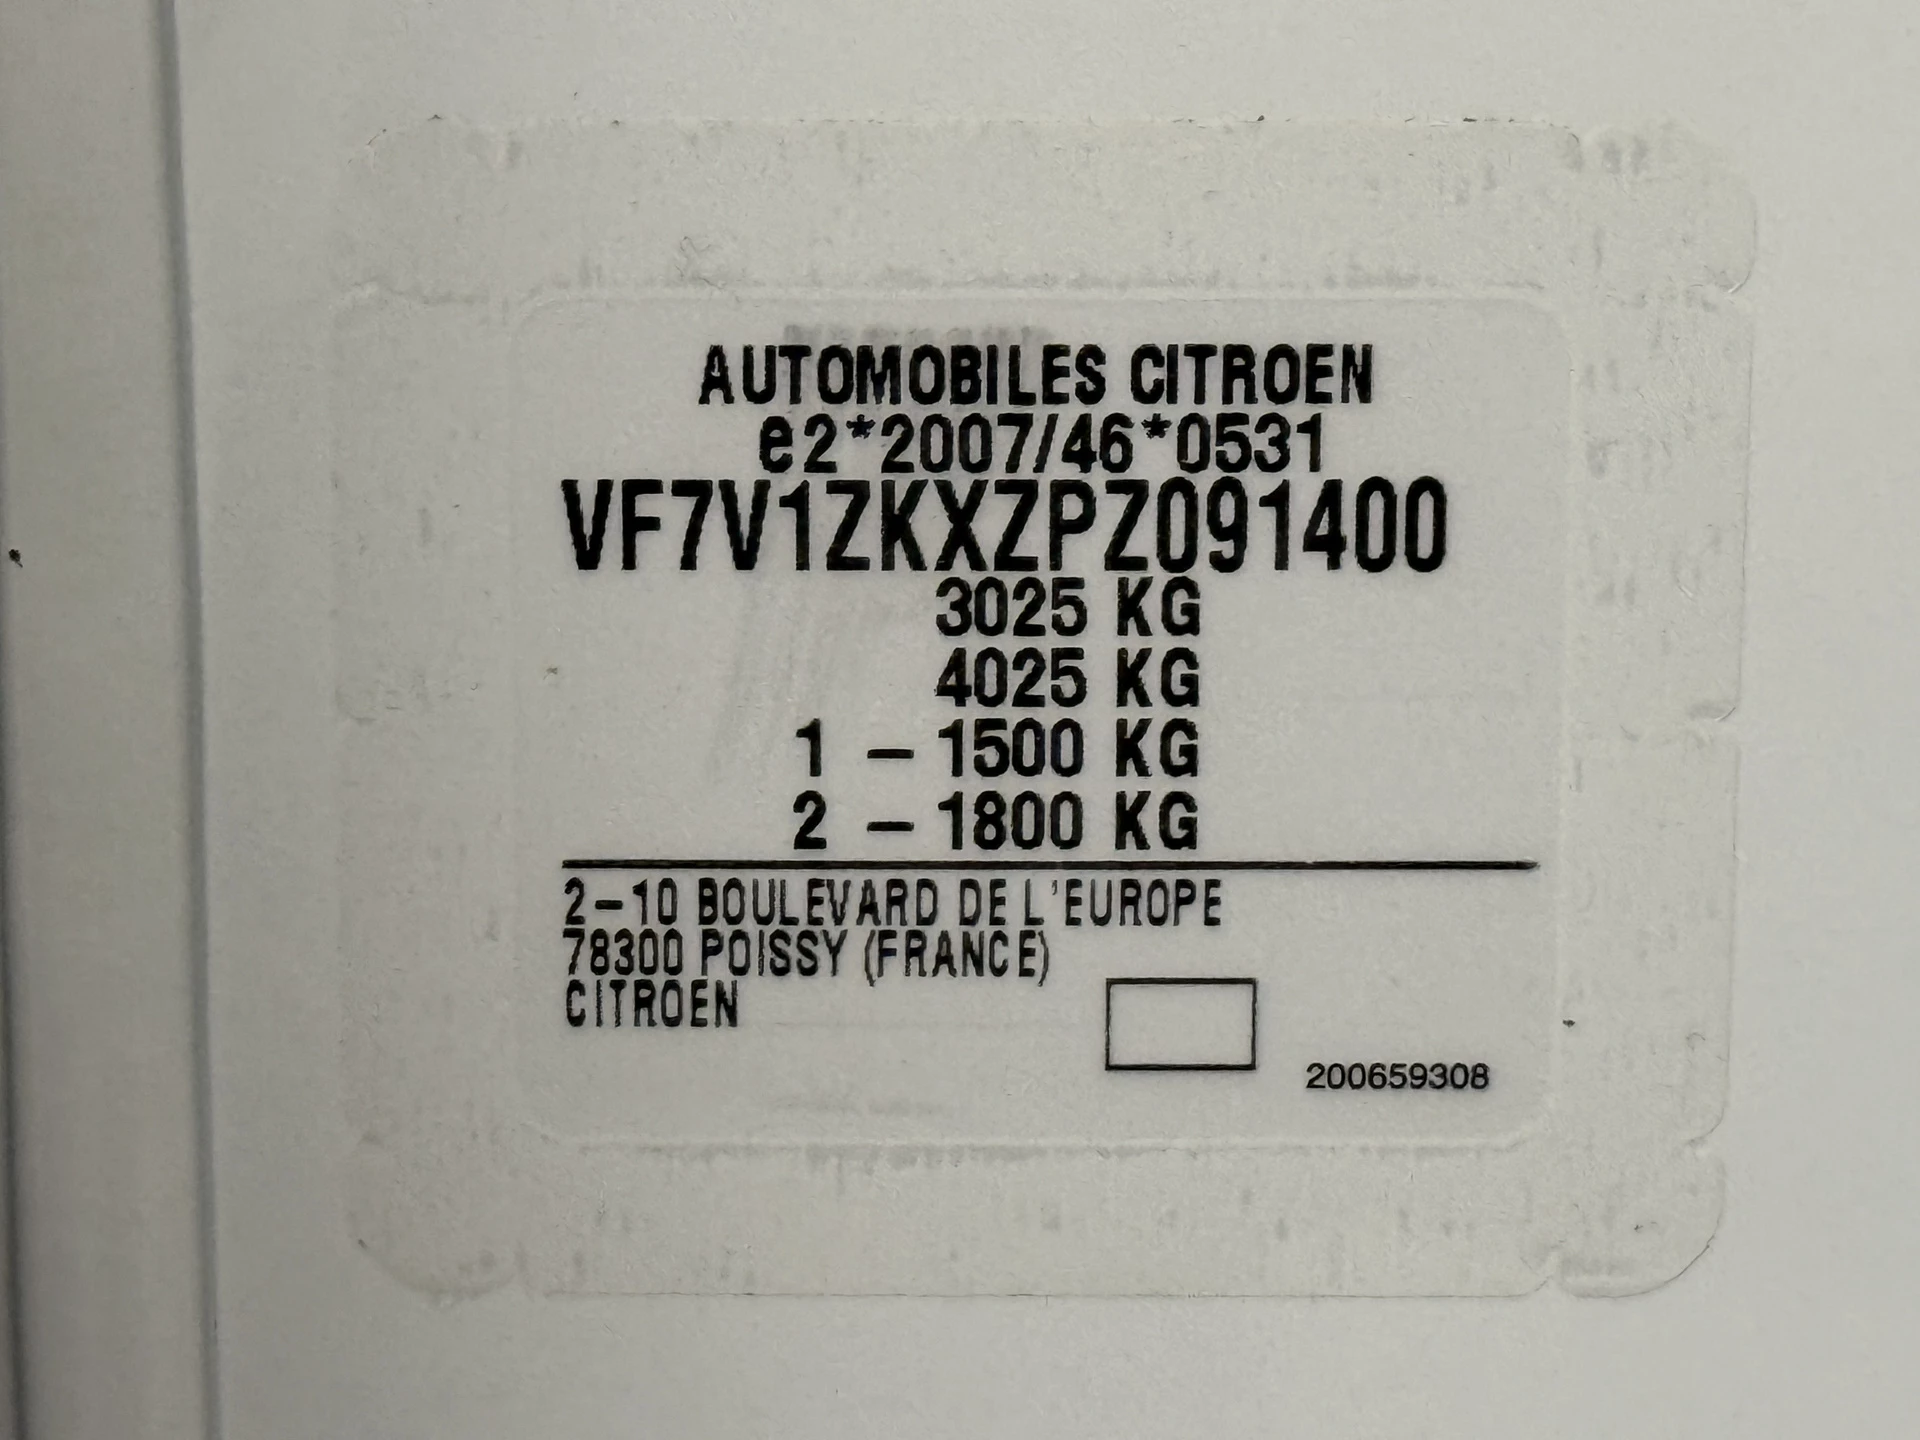 AUTOMOBILES CITROEN
e2*2007/46*0531
VF7V1ZKXZPZ091400
3025 KG
4025 KG
1 – 1500 KG
2 – 1800 KG
2–10 BOULEVARD DE L'EUROPE
78300 POISSY (FRANCE)
CITROEN
200659308